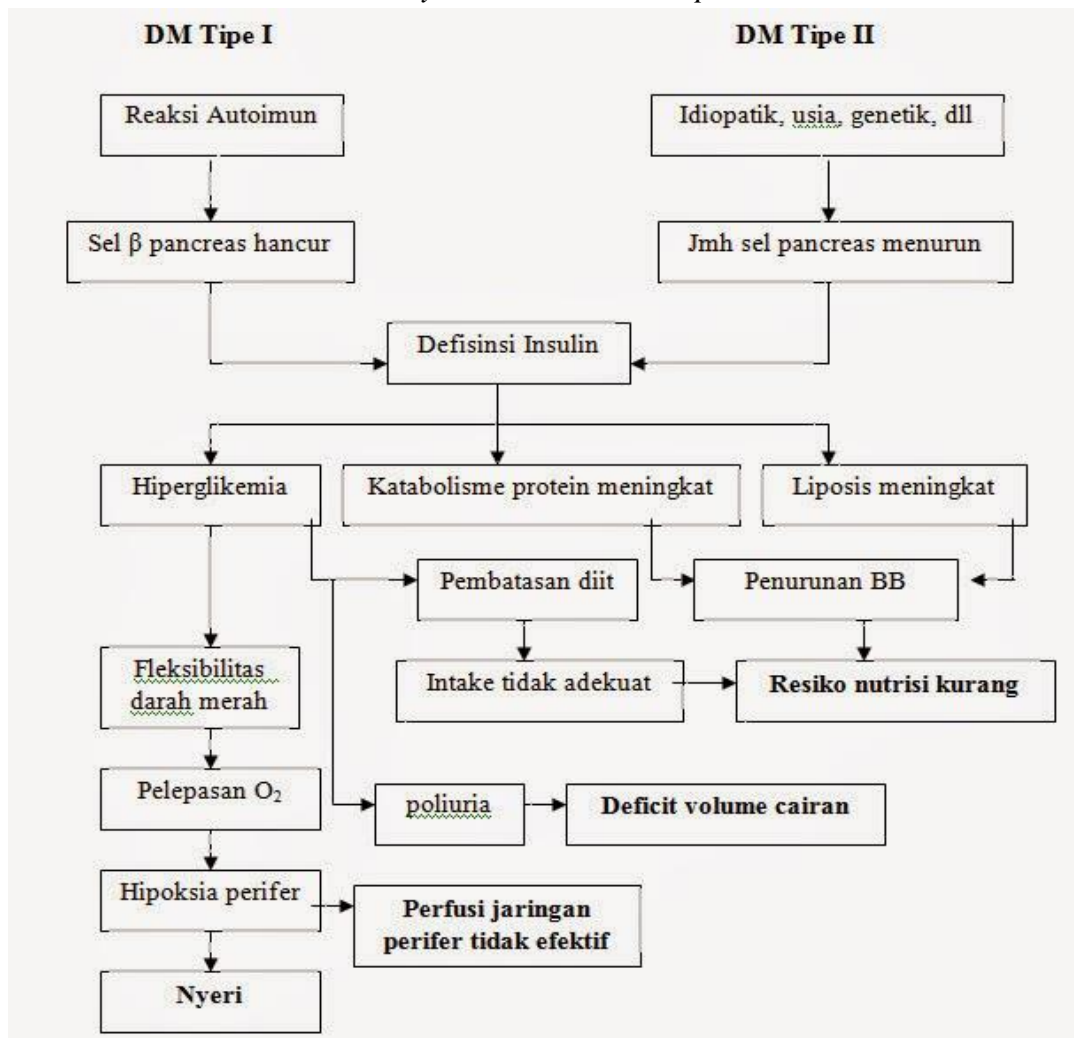 DM Tipe I
DM Tipe II
Reaksi Autoimun
Idiopatik, usia, genetik, dll
Sel β pancreas hancur
Jmh sel pancreas menurun
Defisinsi Insulin
Hiperglikemia
Katabolisme protein meningkat
Liposis meningkat
Pembatasan diit
Penurunan BB
Fleksibilitas
darah merah
Intake tidak adekuat
Resiko nutrisi kurang
Pelepasan O₂
poliuria
Deficit volume cairan
Hipoksia perifer
Perfusi jaringan
perifer tidak efektif
Nyeri